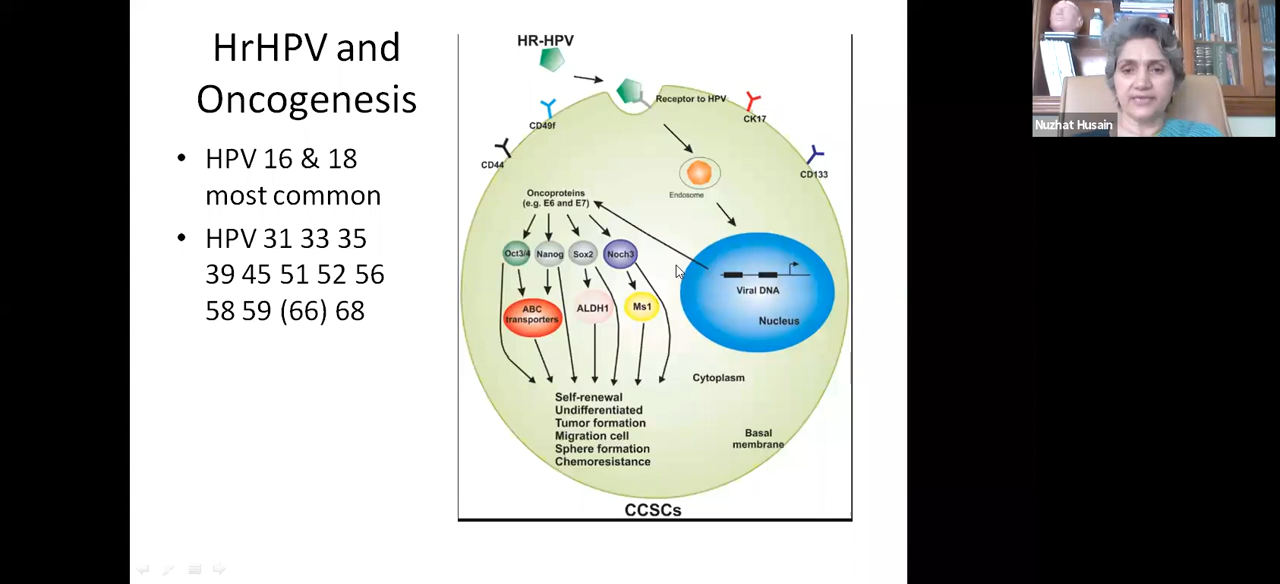 HrHPV and
Oncogenesis
• HPV 16 & 18
most common
• HPV 31 33 35
39 45 51 52 56
58 59 (66) 68
HR-HPV
Receptor to HPV
CD49f
CK17
CD44
CD133
Endosome
Oncoproteins
(e.g. E6 and E7)
Oct3/4
Nanog
Sox2
Noch3
Viral DNA
Nucleus
ABC
transporters
ALDH1
Ms1
Cytoplasm
Self-renewal
Undifferentiated
Tumor formation
Migration cell
Sphere formation
Chemoresistance
Basal
membrane
CCSCs
Nuzhat Husain